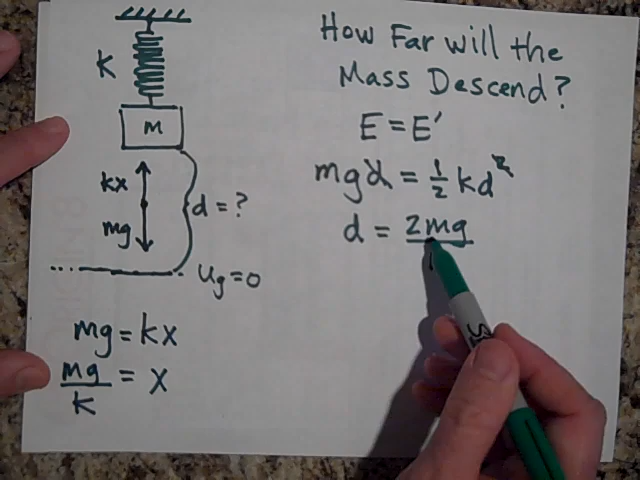 How Far will the
Mass Descend?
K
M
kx
mg
d = ?
Ug = 0
mg = kx
mg/K = x
E = E'
mgd = 1/2 kd²
d = 2mg